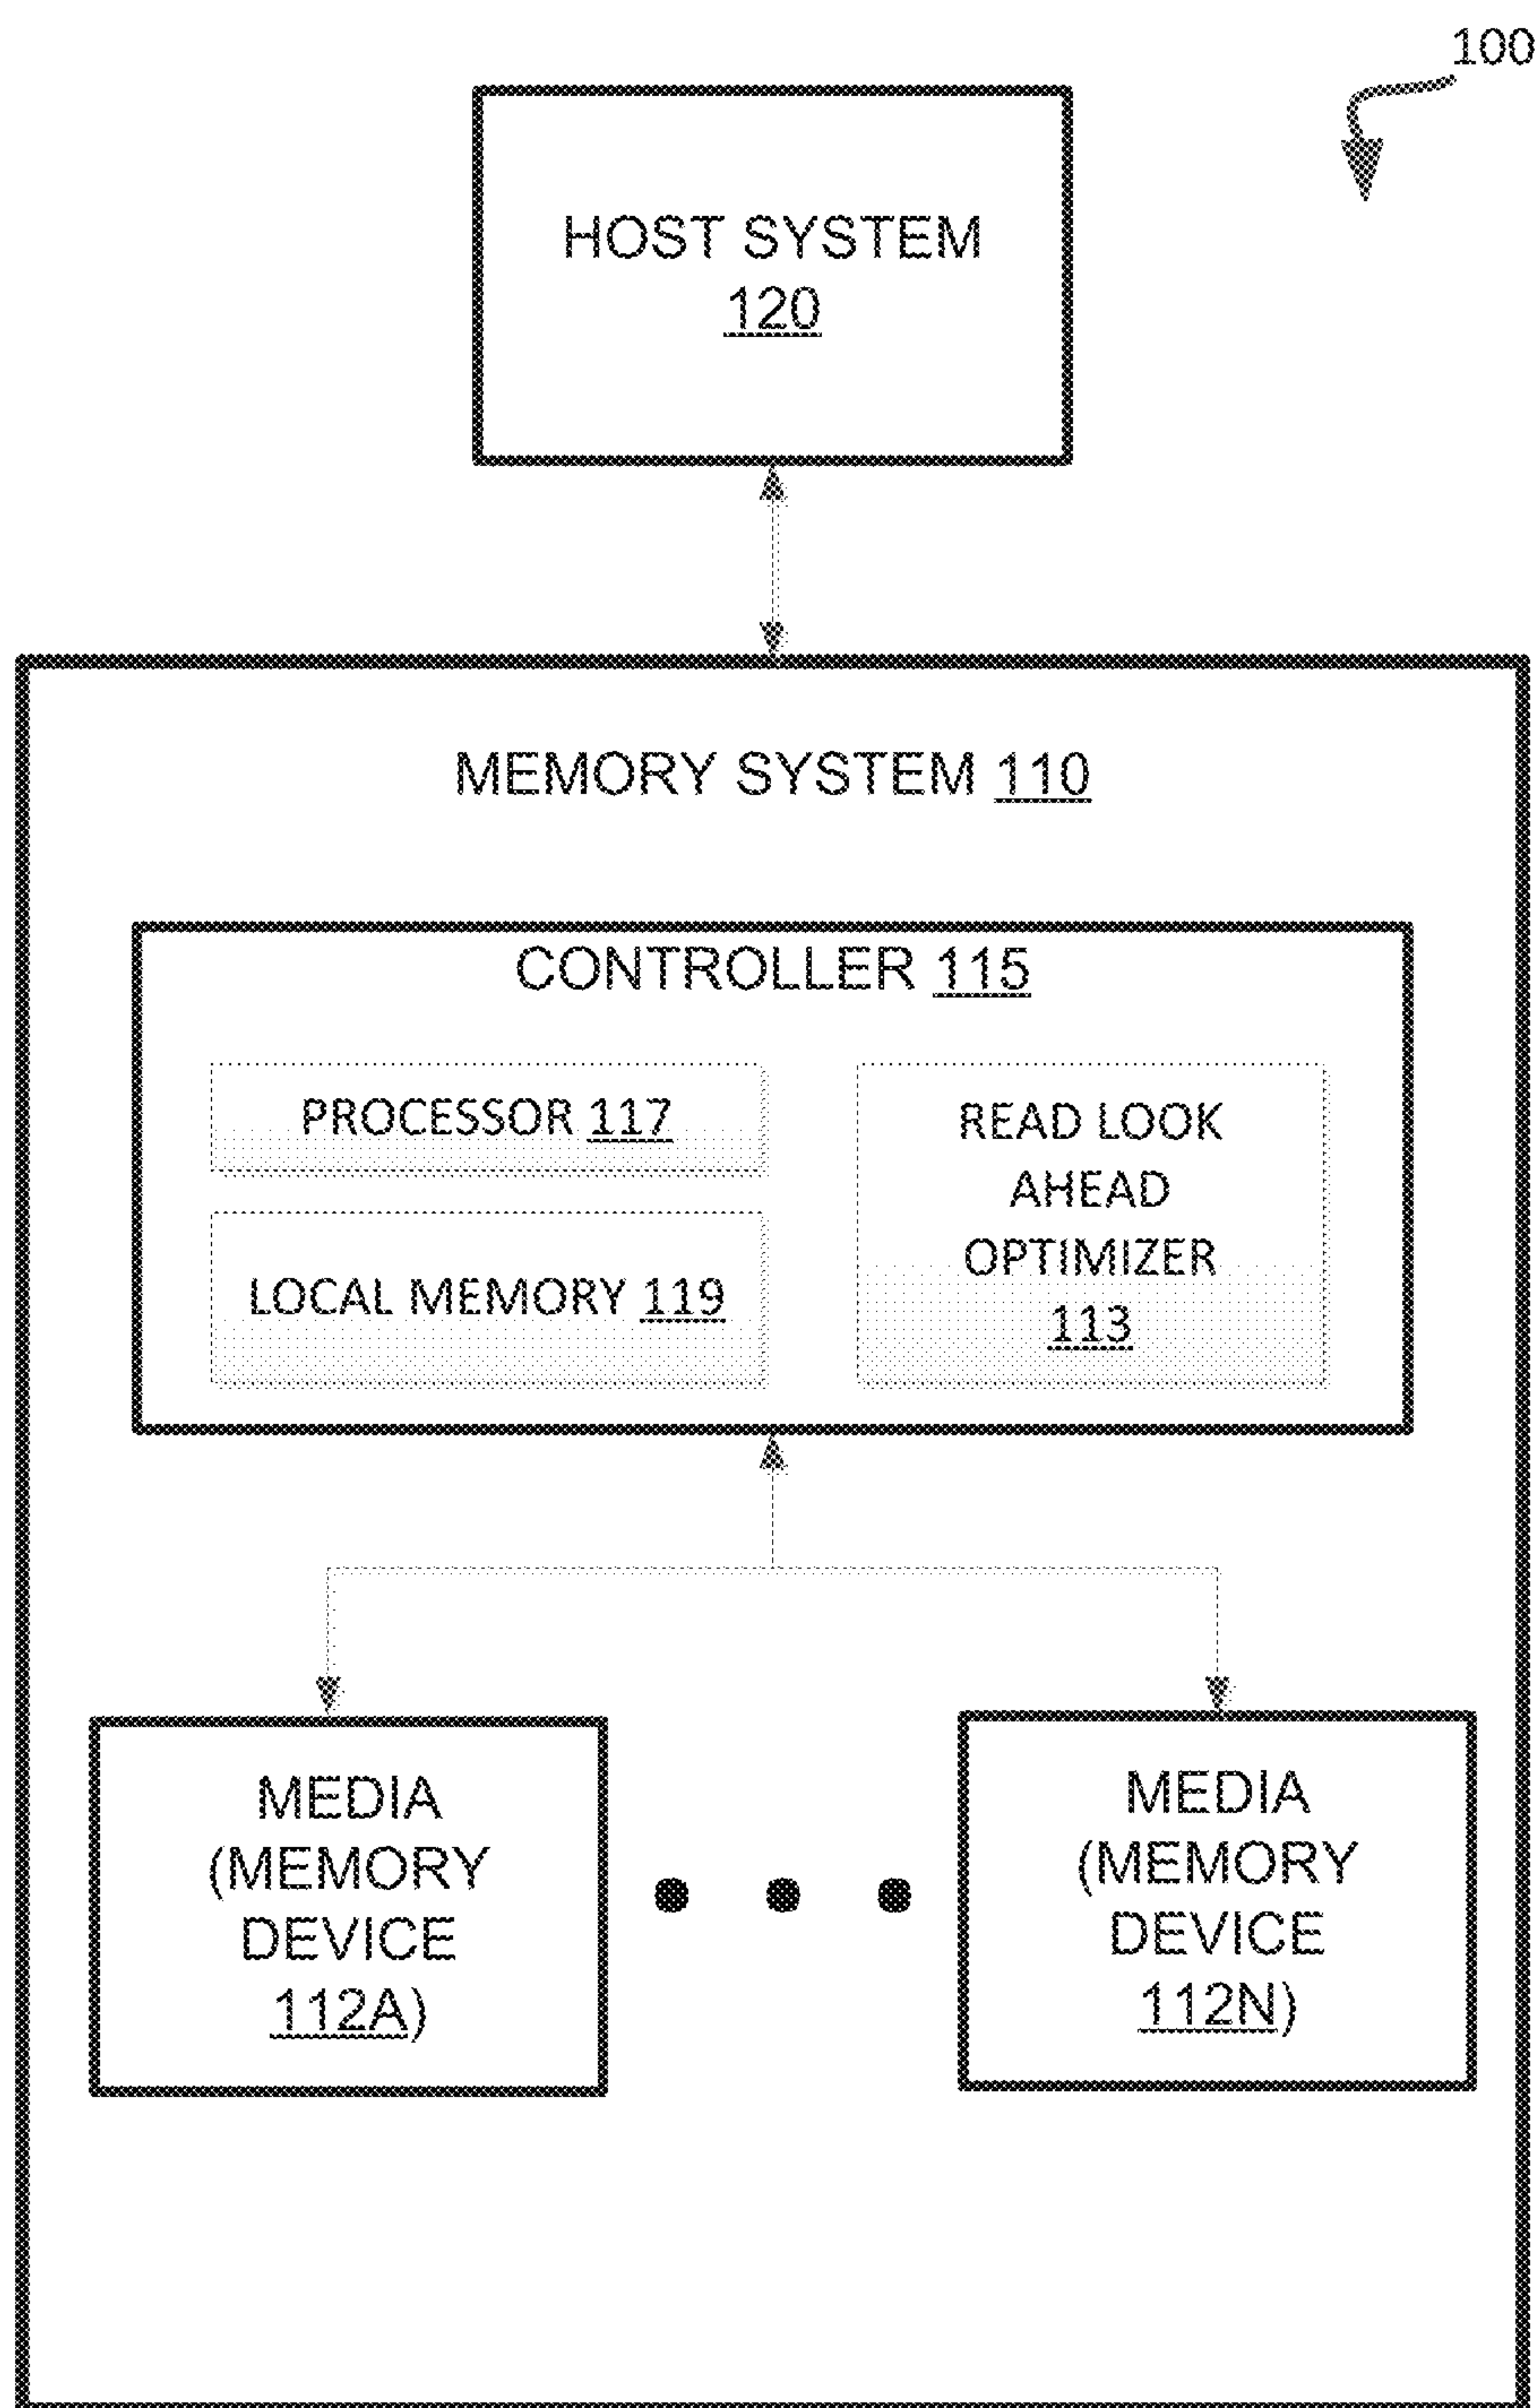 100
HOST SYSTEM
120
MEMORY SYSTEM 110
CONTROLLER 115
PROCESSOR 117
LOCAL MEMORY 119
READ LOOK
AHEAD
OPTIMIZER
113
MEDIA
(MEMORY
DEVICE
112A)
MEDIA
(MEMORY
DEVICE
112N)